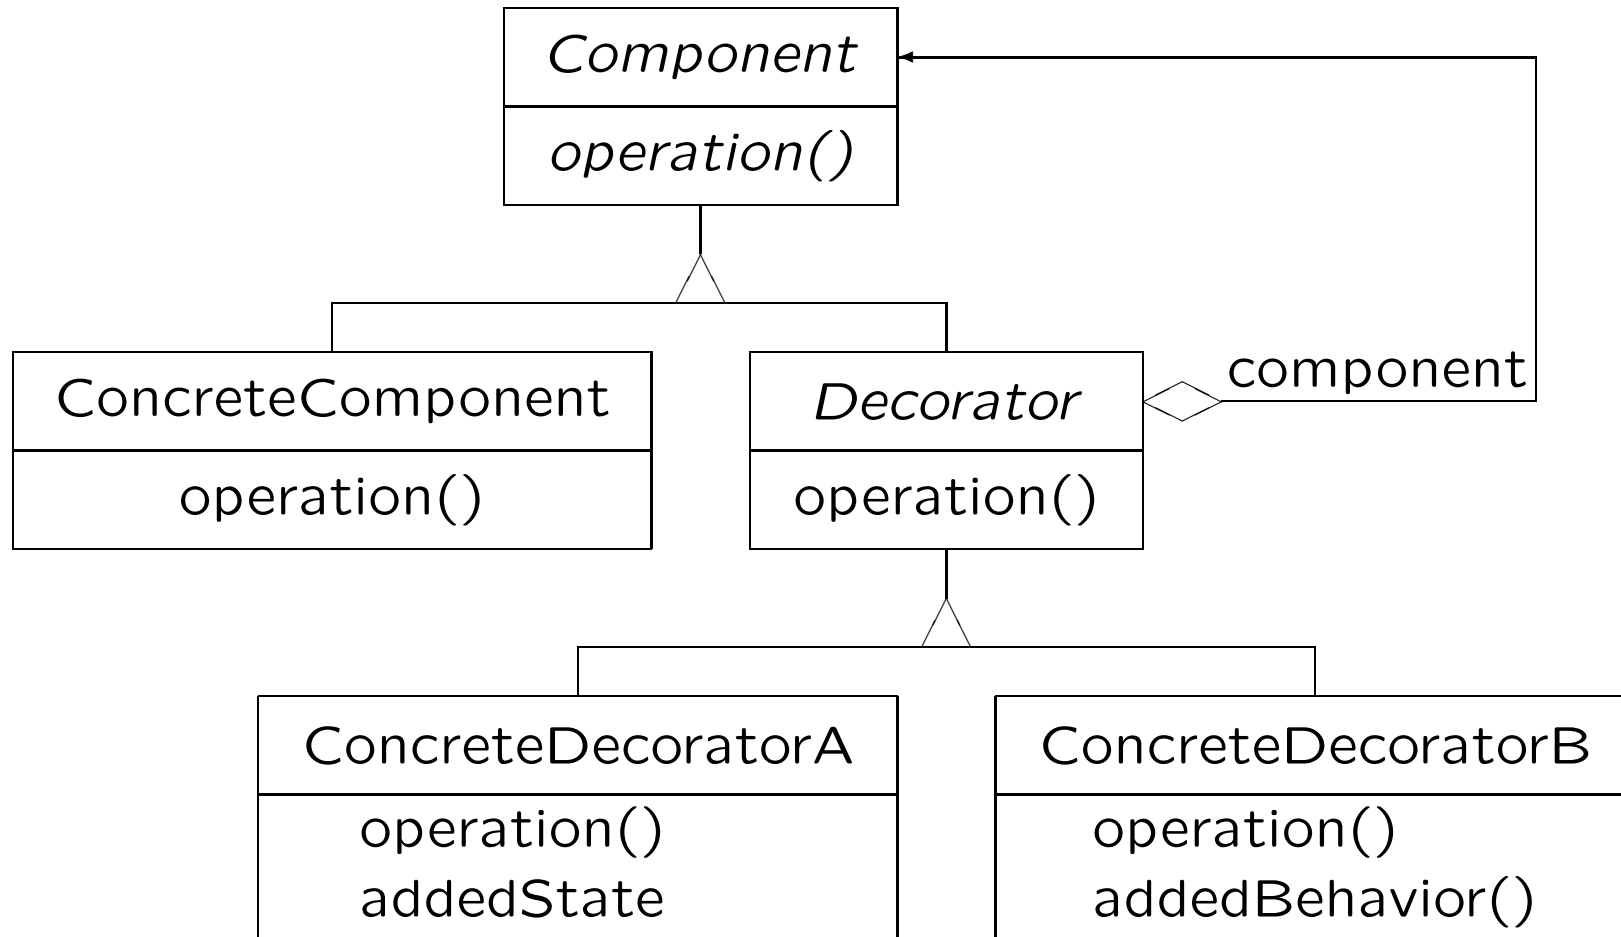 Component
operation()
ConcreteComponent
operation()
Decorator
operation()
component
ConcreteDecoratorA
operation()
addedState
ConcreteDecoratorB
operation()
addedBehavior()